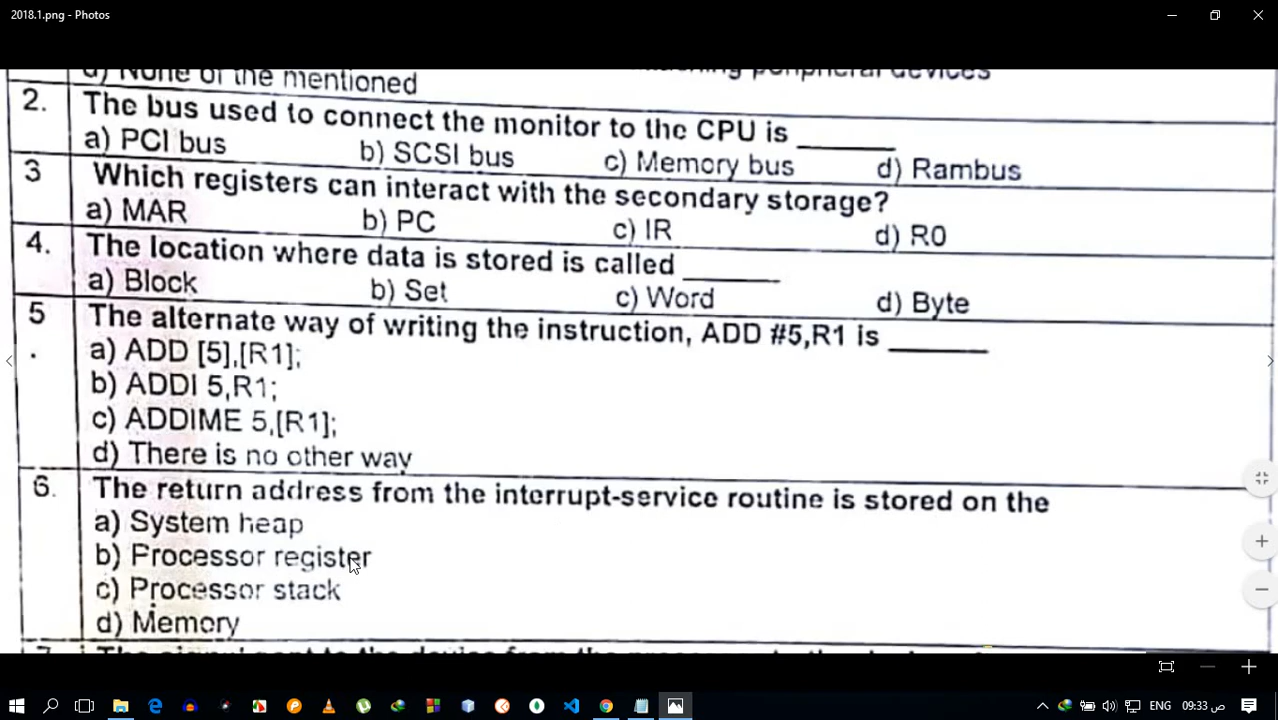 2018.1.png - Photos
d) None of the mentioned peripheral devices
2. The bus used to connect the monitor to the CPU is ______
a) PCI bus b) SCSI bus c) Memory bus d) Rambus
3 Which registers can interact with the secondary storage?
a) MAR b) PC c) IR d) R0
4. The location where data is stored is called ______
a) Block b) Set c) Word d) Byte
5 The alternate way of writing the instruction, ADD #5,R1 is ______
. a) ADD [5],[R1];
b) ADDI 5,R1;
c) ADDIME 5,[R1];
d) There is no other way
6. The return address from the interrupt-service routine is stored on the
a) System heap
b) Processor register
c) Processor stack
d) Memory
ENG 09:33 ص